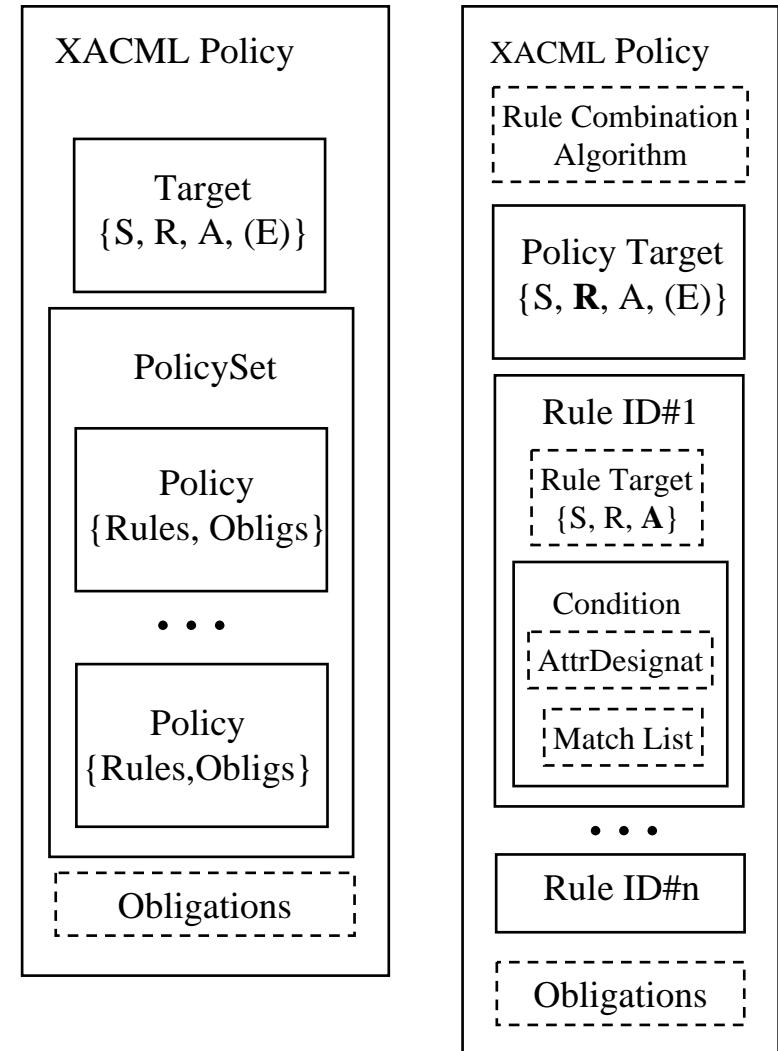 XACML Policy
Target
{S, R, A, (E)}
PolicySet
Policy
{Rules, Obligs}
• • •
Policy
{Rules,Obligs}
Obligations
XACML Policy
Rule Combination
Algorithm
Policy Target
{S, R, A, (E)}
Rule ID#1
Rule Target
{S, R, A}
Condition
AttrDesignat
Match List
• • •
Rule ID#n
Obligations